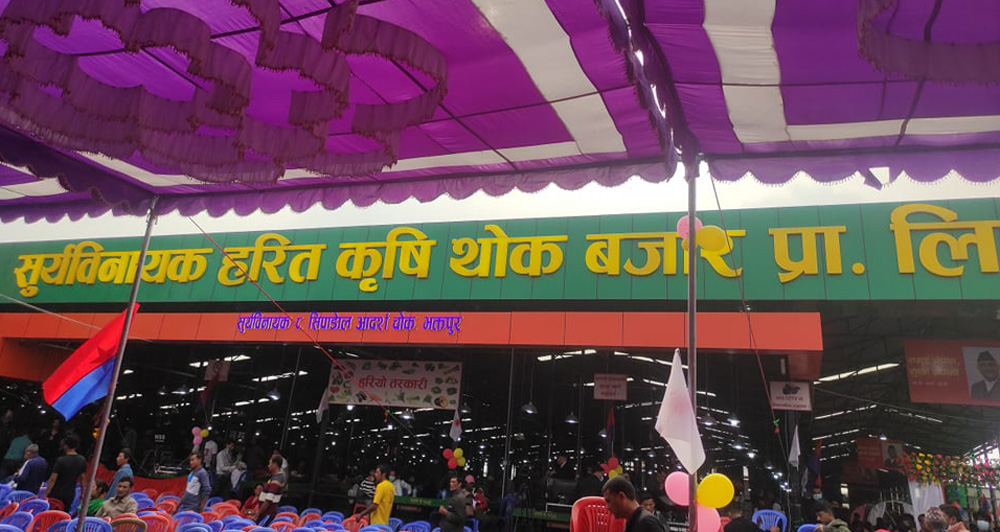 सुर्यविनायक हरित कृषि थोक बजार प्रा. लि
सुर्यविनायक ८, सिपाडोल आदर्श चोक, भक्तपुर
हरियो तरकारी